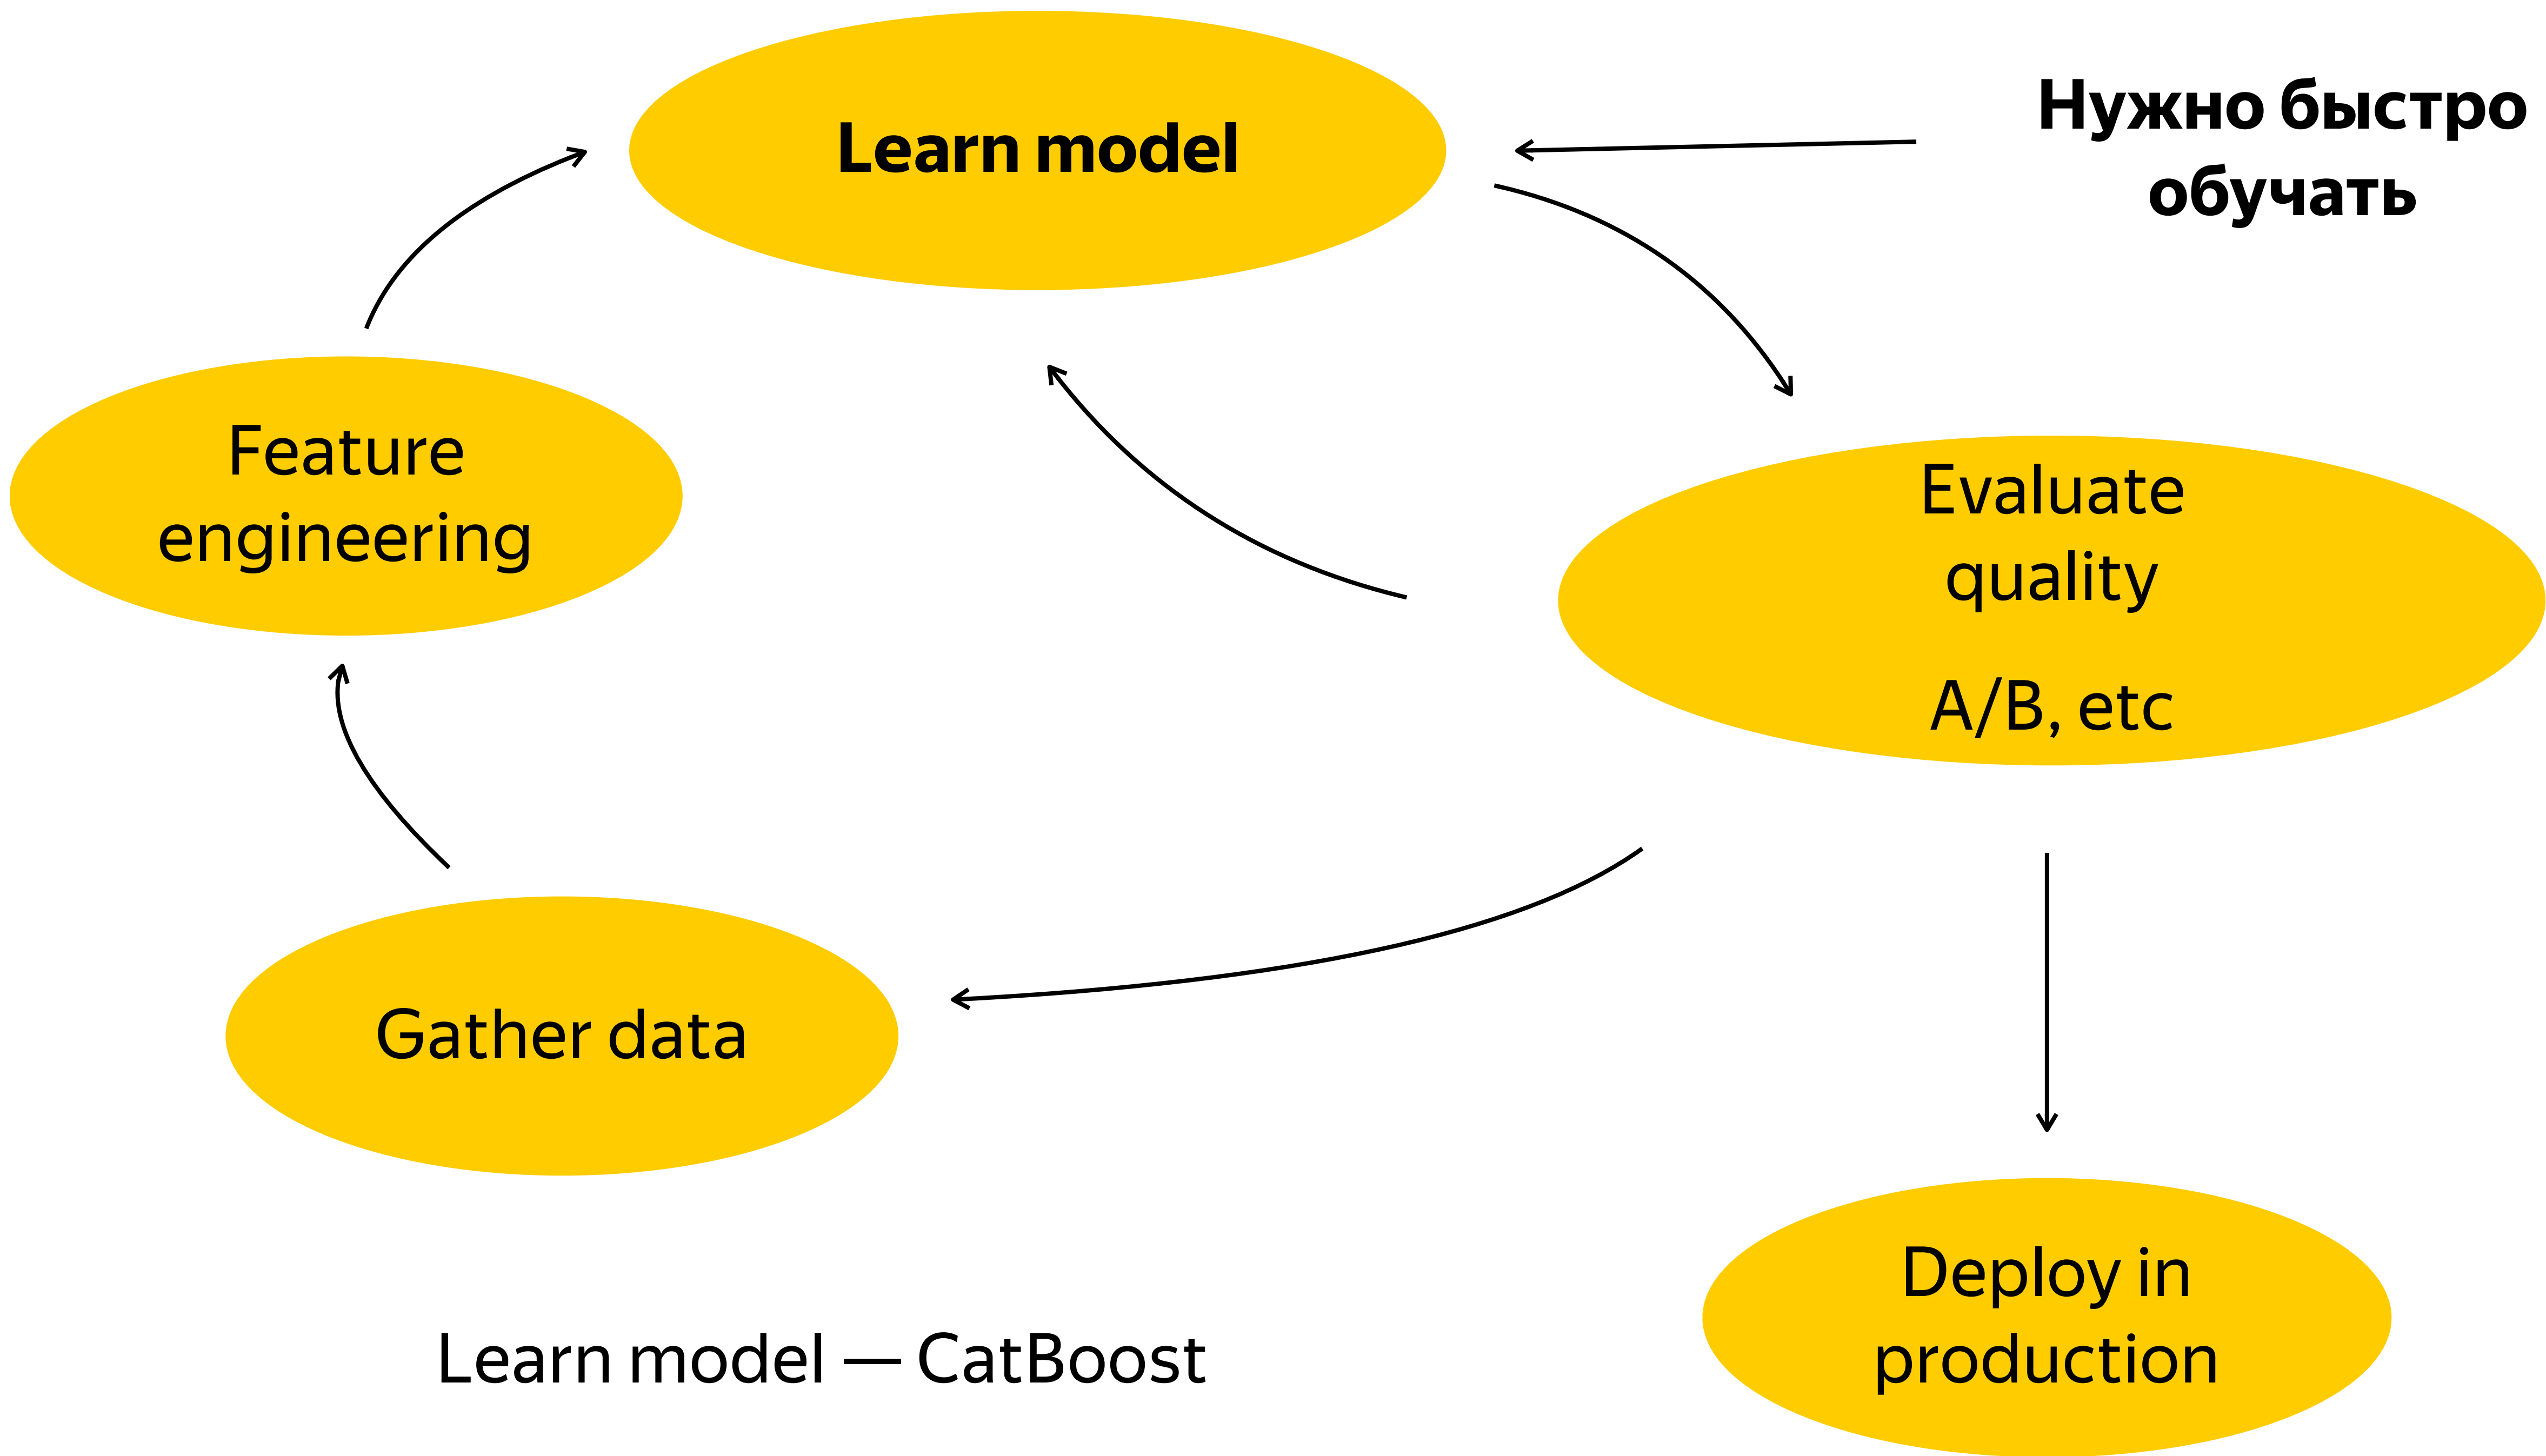 Learn model
Нужно быстро
обучать
Feature
engineering
Evaluate
quality
A/B, etc
Gather data
Deploy in
production
Learn model — CatBoost